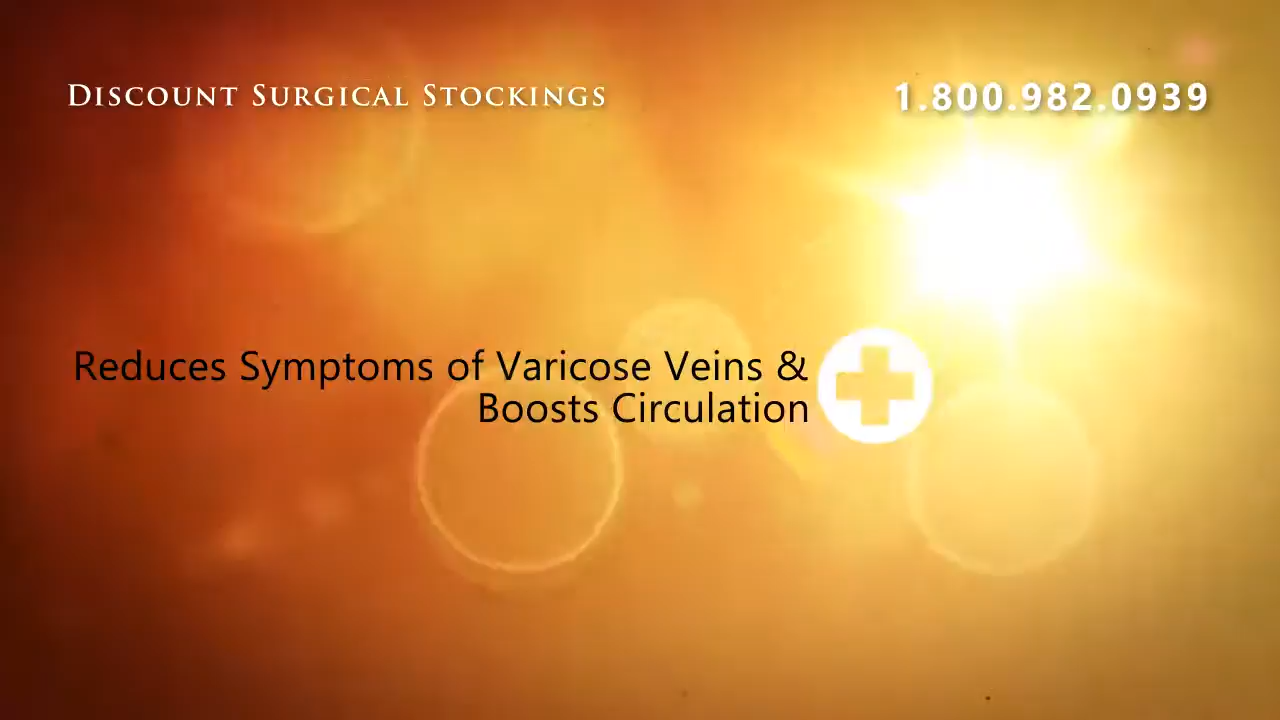 Discount Surgical Stockings
1.800.982.0939
Reduces Symptoms of Varicose Veins &
Boosts Circulation